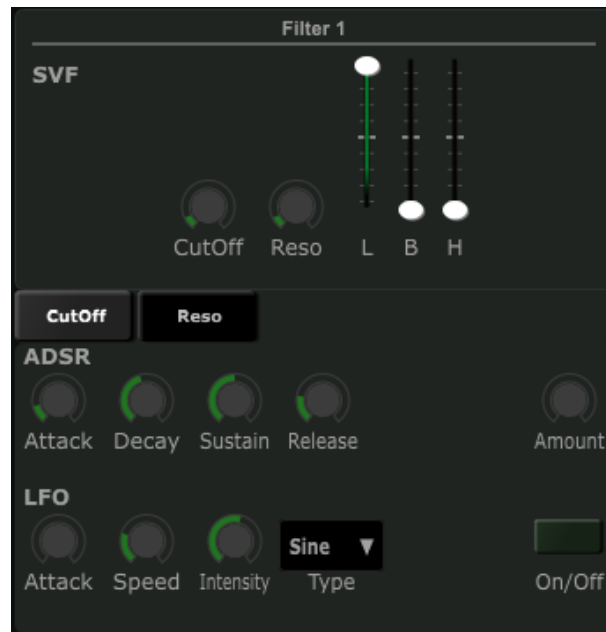 Filter 1
SVF
CutOff Reso L B H
CutOff Reso
ADSR
Attack Decay Sustain Release Amount
LFO
Sine ▼
Attack Speed Intensity Type On/Off